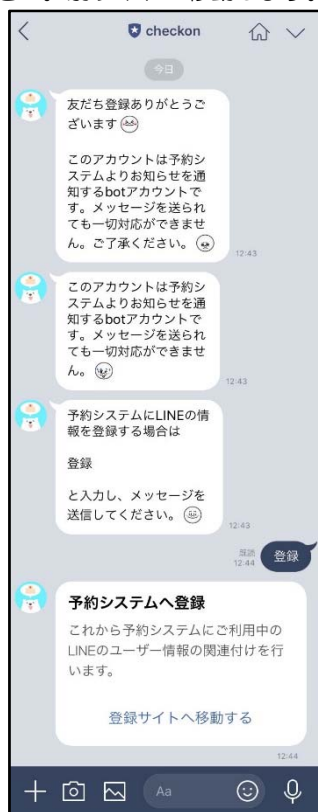 checkon
今日
友だち登録ありがとうご
ざいます
このアカウントは予約シ
ステムよりお知らせを通
知するbotアカウントで
す。メッセージを送られ
ても一切対応ができませ
ん。ご了承ください。
12:43
このアカウントは予約シ
ステムよりお知らせを通
知するbotアカウントで
す。メッセージを送られ
ても一切対応ができませ
ん。
12:43
予約システムにLINEの情
報を登録する場合は
登録
と入力し、メッセージを
送信してください。
12:43
既読
12:44
登録
予約システムへ登録
これから予約システムにご利用中の
LINEのユーザー情報の関連付けを行
います。
登録サイトへ移動する
12:44
Aa